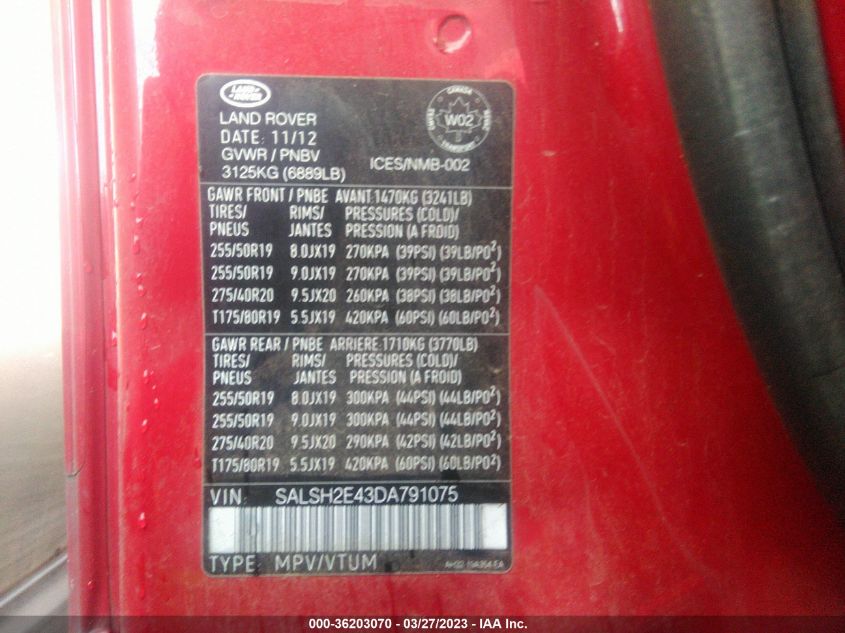 LAND ROVER
LAND ROVER
DATE: 11/12
GVWR / PNBV
3125KG (6889LB)
CANADA
W02
TRANSPORT
ICES/NMB-002
GAWR FRONT / PNBE AVANT 1470KG (3241LB)
TIRES/ RIMS/ PRESSURES (COLD)/
PNEUS JANTES PRESSION (A FROID)
255/50R19 8.0JX19 270KPA (39PSI) (39LB/PO²)
255/50R19 9.0JX19 270KPA (39PSI) (39LB/PO²)
275/40R20 9.5JX20 260KPA (38PSI) (38LB/PO²)
T175/80R19 5.5JX19 420KPA (60PSI) (60LB/PO²)
GAWR REAR / PNBE ARRIERE 1710KG (3770LB)
TIRES/ RIMS/ PRESSURES (COLD)/
PNEUS JANTES PRESSION (A FROID)
255/50R19 8.0JX19 300KPA (44PSI) (44LB/PO²)
255/50R19 9.0JX19 300KPA (44PSI) (44LB/PO²)
275/40R20 9.5JX20 290KPA (42PSI) (42LB/PO²)
T175/80R19 5.5JX19 420KPA (60PSI) (60LB/PO²)
VIN: SALSH2E43DA791075
TYPE: MPV/VTUM
000-36203070 — 03/27/2023 — IAA Inc.